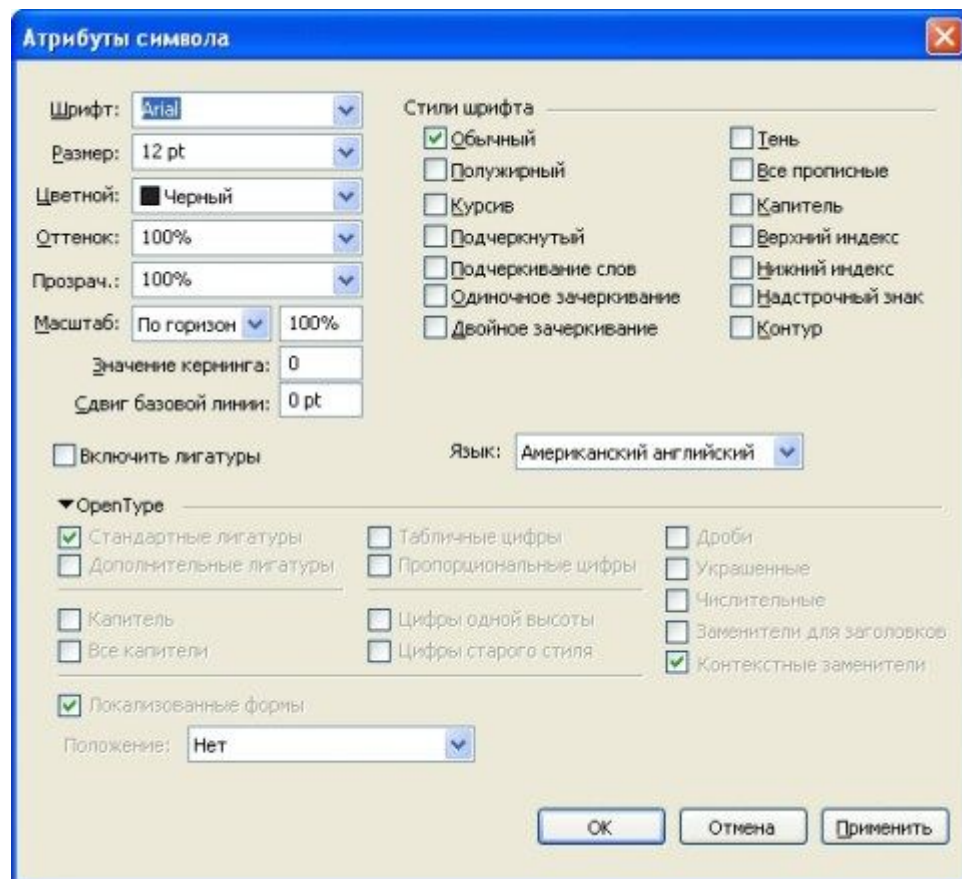 Атрибуты символа
Шрифт: Arial
Размер: 12 pt
Цветной: Черный
Оттенок: 100%
Прозрач.: 100%
Масштаб: По горизон 100%
Значение кернинга: 0
Сдвиг базовой линии: 0 pt
Стили шрифта
Обычный
Полужирный
Курсив
Подчеркнутый
Подчеркивание слов
Одиночное зачеркивание
Двойное зачеркивание
Тень
Все прописные
Капитель
Верхний индекс
Нижний индекс
Надстрочный знак
Контур
Включить лигатуры
Язык: Американский английский
OpenType
Стандартные лигатуры
Дополнительные лигатуры
Капитель
Все капители
Табличные цифры
Пропорциональные цифры
Цифры одной высоты
Цифры старого стиля
Дроби
Украшенные
Числительные
Заменители для заголовков
Контекстные заменители
Локализованные формы
Положение: Нет
OK
Отмена
Применить